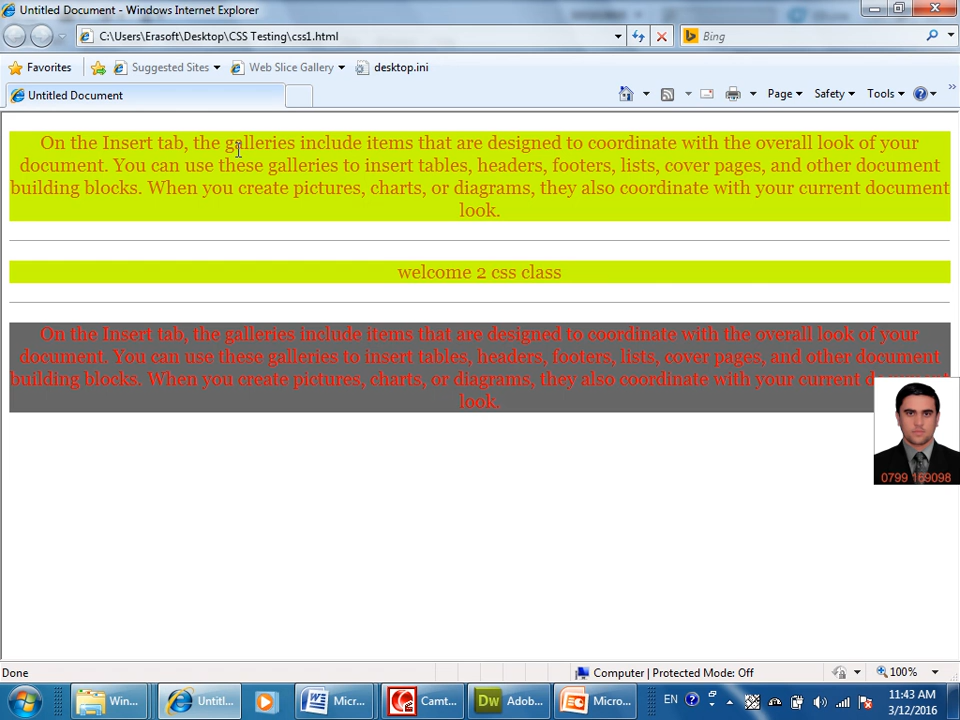 Untitled Document - Windows Internet Explorer
C:\Users\Erasoft\Desktop\CSS Testing\css1.html
Bing
Favorites
Suggested Sites
Web Slice Gallery
desktop.ini
Untitled Document
Page
Safety
Tools
»
On the Insert tab, the galleries include items that are designed to coordinate with the overall look of your
document. You can use these galleries to insert tables, headers, footers, lists, cover pages, and other document
building blocks. When you create pictures, charts, or diagrams, they also coordinate with your current document
look.
welcome 2 css class
On the Insert tab, the galleries include items that are designed to coordinate with the overall look of your
document. You can use these galleries to insert tables, headers, footers, lists, cover pages, and other document
building blocks. When you create pictures, charts, or diagrams, they also coordinate with your current document
look.
0799 169098
Done
Computer | Protected Mode: Off
100%
Win...
Untitl...
Micr...
Camt...
Dw
Adob...
Micro...
EN
11:43 AM
3/12/2016